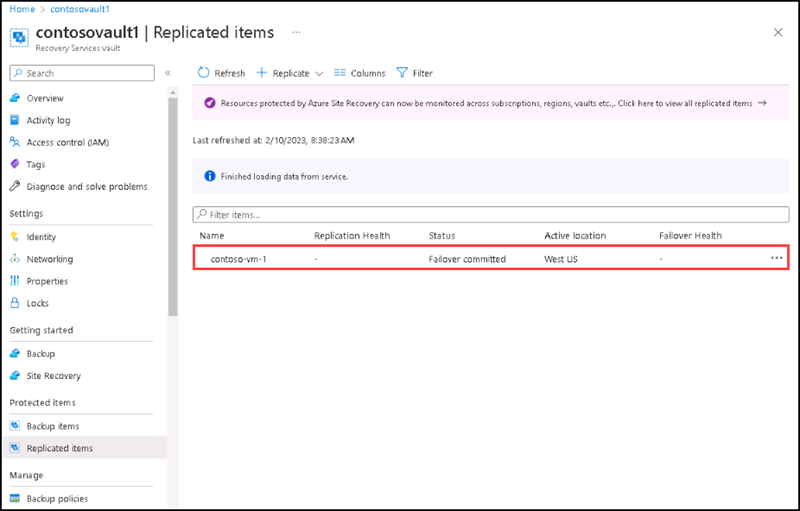 Home > contosovault1
contosovault1 | Replicated items ...
Recovery Services vault
Search
Overview
Activity log
Access control (IAM)
Tags
Diagnose and solve problems
Settings
Identity
Networking
Properties
Locks
Getting started
Backup
Site Recovery
Protected items
Backup items
Replicated items
Manage
Backup policies
Refresh Replicate Columns Filter
Resources protected by Azure Site Recovery can now be monitored across subscriptions, regions, vaults etc.,. Click here to view all replicated items →
Last refreshed at: 2/10/2023, 8:38:23 AM
Finished loading data from service.
Filter items...
Name Replication Health Status Active location Failover Health
contoso-vm-1 - Failover committed West US - ...